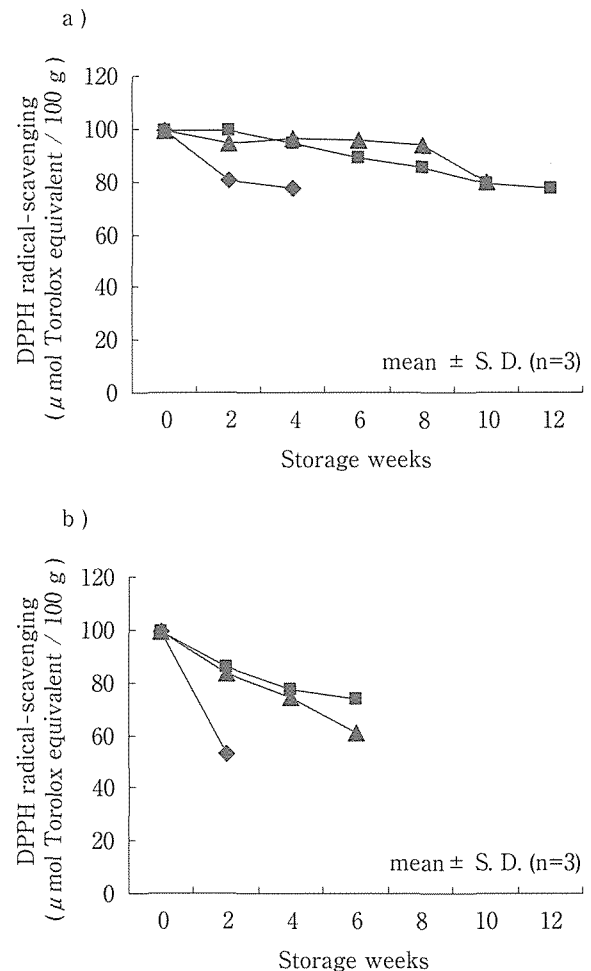 a )
DPPH radical-scavenging
( μ mol Torolox equivalent / 100 g )
120
100
80
60
40
20
0
mean ± S. D. (n=3)
0 2 4 6 8 10 12
Storage weeks
b )
DPPH radical-scavenging
( μ mol Torolox equivalent / 100 g )
120
100
80
60
40
20
0
mean ± S. D. (n=3)
0 2 4 6 8 10 12
Storage weeks